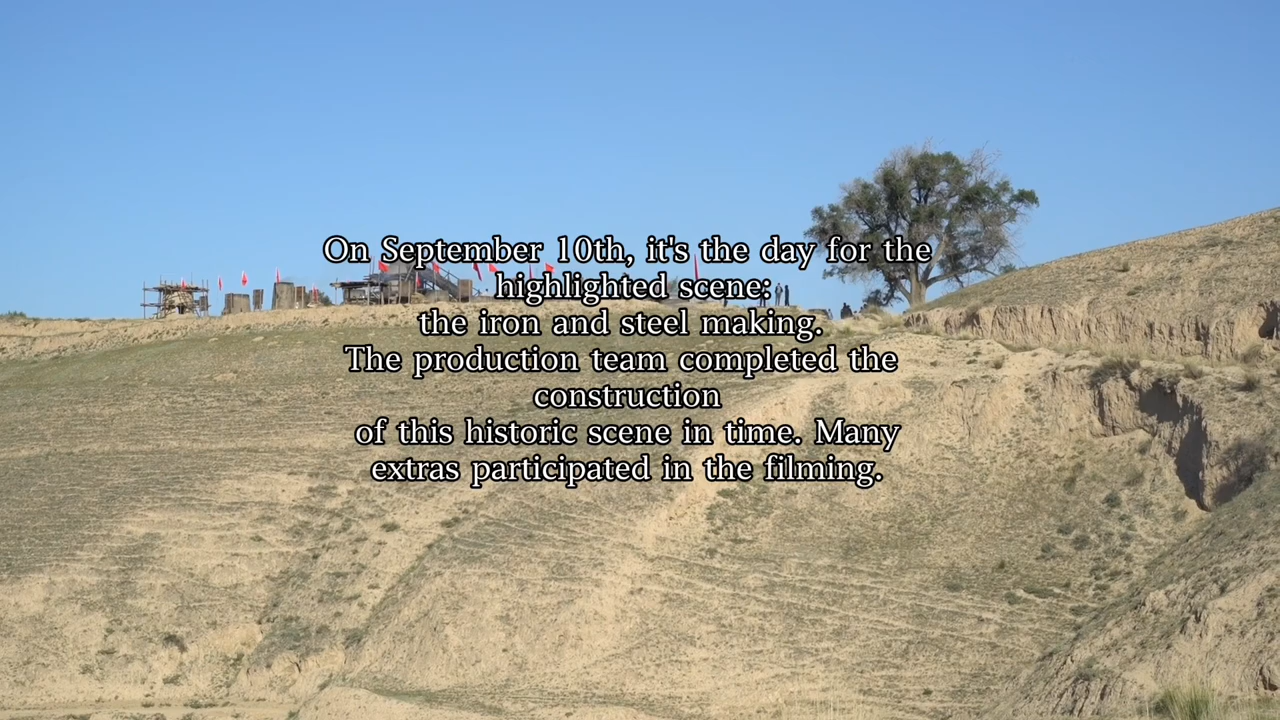 On September 10th, it's the day for the
highlighted scene:
the iron and steel making.
The production team completed the
construction
of this historic scene in time. Many
extras participated in the filming.